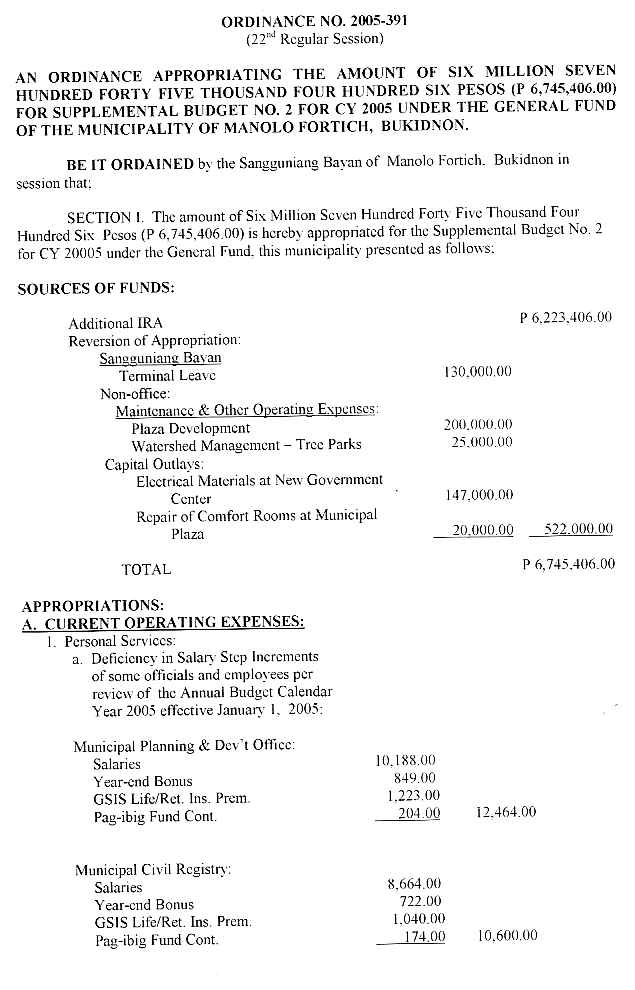 ORDINANCE NO. 2005-391
(22nd Regular Session)
AN ORDINANCE APPROPRIATING THE AMOUNT OF SIX MILLION SEVEN
HUNDRED FORTY FIVE THOUSAND FOUR HUNDRED SIX PESOS (P 6,745,406.00)
FOR SUPPLEMENTAL BUDGET NO. 2 FOR CY 2005 UNDER THE GENERAL FUND
OF THE MUNICIPALITY OF MANOLO FORTICH, BUKIDNON.
BE IT ORDAINED by the Sangguniang Bayan of Manolo Fortich, Bukidnon in
session that;
SECTION 1. The amount of Six Million Seven Hundred Forty Five Thousand Four
Hundred Six Pesos (P 6,745,406.00) is hereby appropriated for the Supplemental Budget No. 2
for CY 20005 under the General Fund, this municipality presented as follows:
SOURCES OF FUNDS:
Additional IRA P 6,223,406.00
Reversion of Appropriation:
Sangguniang Bayan
Terminal Leave 130,000.00
Non-office:
Maintenance & Other Operating Expenses:
Plaza Development 200,000.00
Watershed Management – Tree Parks 25,000.00
Capital Outlays:
Electrical Materials at New Government
Center 147,000.00
Repair of Comfort Rooms at Municipal
Plaza 20,000.00 522,000.00
TOTAL P 6,745,406.00
APPROPRIATIONS:
A. CURRENT OPERATING EXPENSES:
1. Personal Services:
a. Deficiency in Salary Step Increments
of some officials and employees per
review of the Annual Budget Calendar
Year 2005 effective January 1, 2005:
Municipal Planning & Dev't Office:
Salaries 10,188.00
Year-end Bonus 849.00
GSIS Life/Ret. Ins. Prem. 1,223.00
Pag-ibig Fund Cont. 204.00 12,464.00
Municipal Civil Registry:
Salaries 8,664.00
Year-end Bonus 722.00
GSIS Life/Ret. Ins. Prem. 1,040.00
Pag-ibig Fund Cont. 174.00 10,600.00